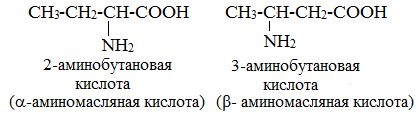 CH3-CH2-CH-COOH CH3-CH-CH2-COOH
NH2 NH2
2-аминобутановая 3-аминобутановая
кислота кислота
(α-аминомасляная кислота) (β- аминомасляная кислота)